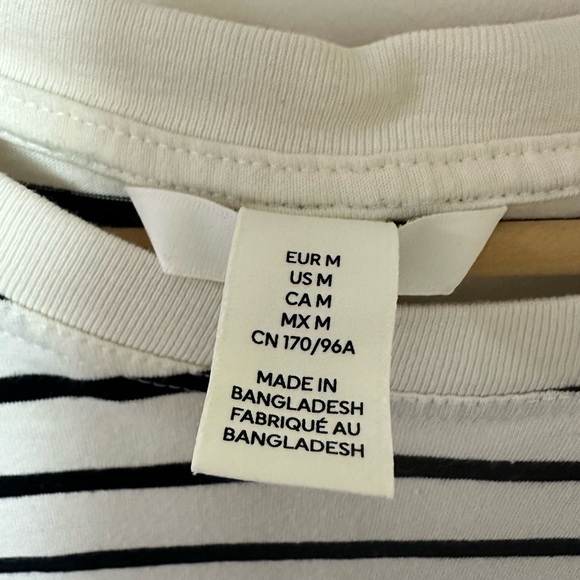 EUR M
US M
CA M
MX M
CN 170/96A
MADE IN
BANGLADESH
FABRIQUÉ AU
BANGLADESH